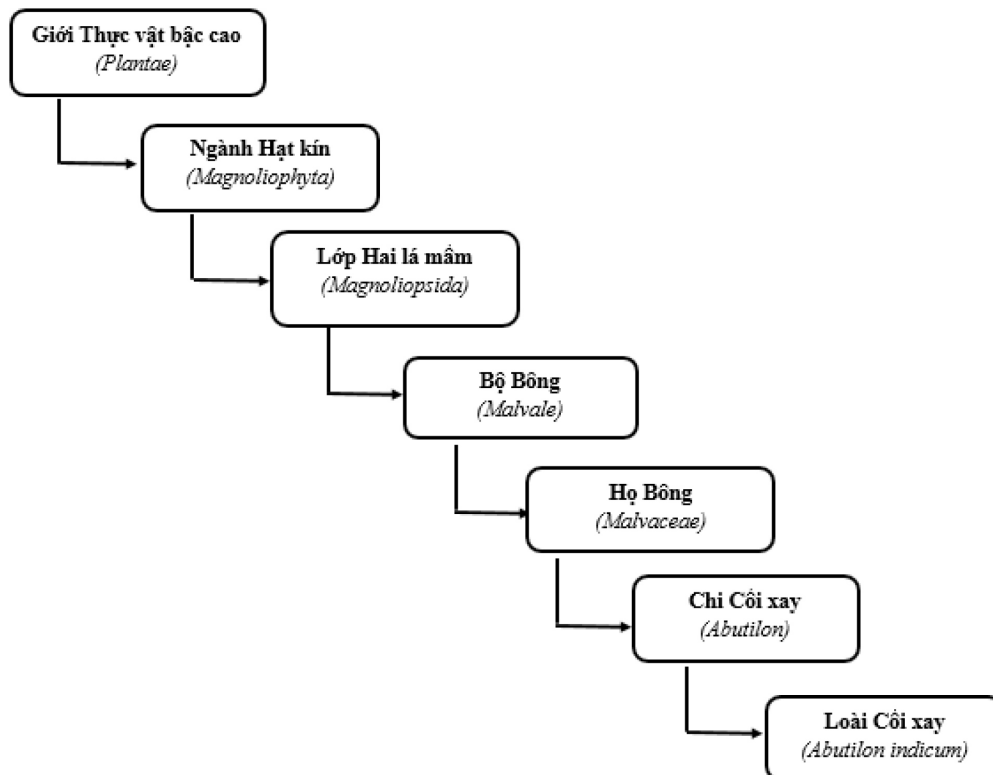 Giới Thực vật bậc cao
(Plantae)
Ngành Hạt kín
(Magnoliophyta)
Lớp Hai lá mầm
(Magnoliopsida)
Bộ Bông
(Malvale)
Họ Bông
(Malvaceae)
Chi Cối xay
(Abutilon)
Loài Cối xay
(Abutilon indicum)